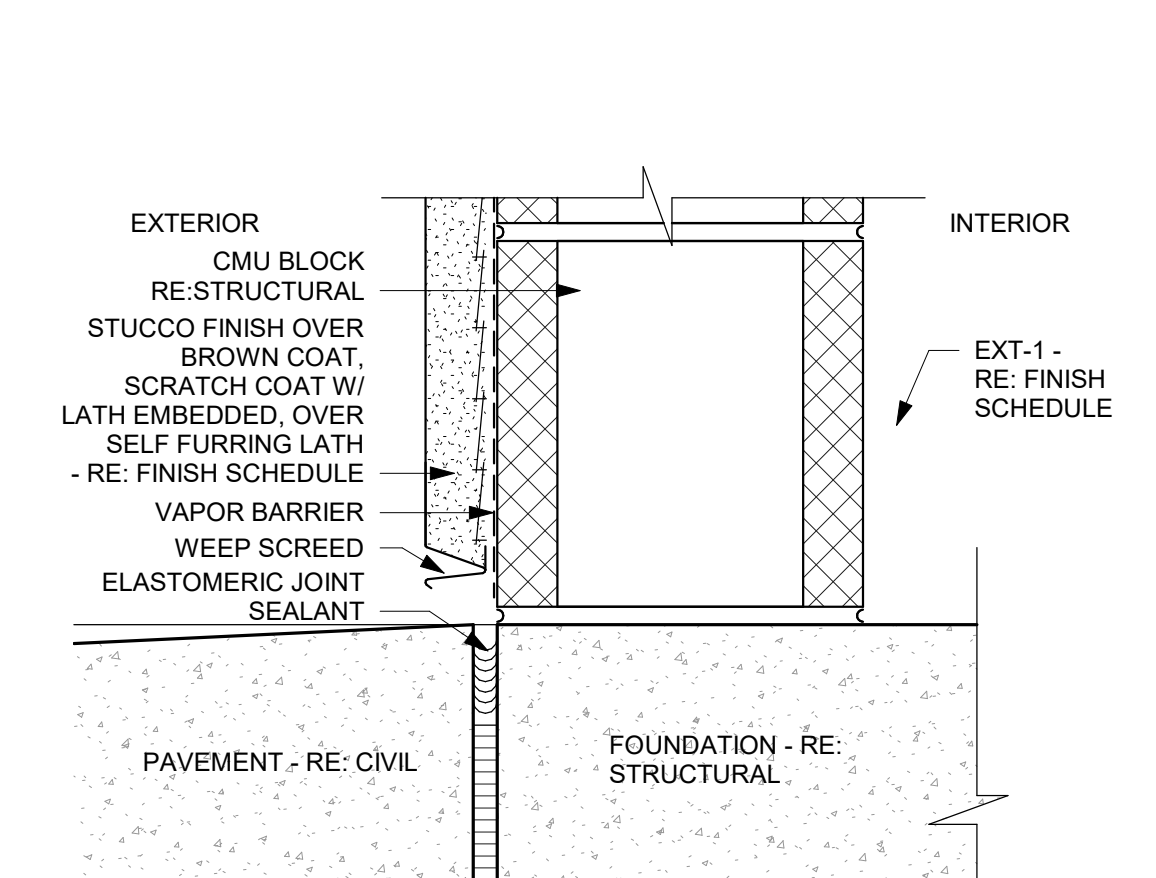 EXTERIOR
INTERIOR
CMU BLOCK
RE:STRUCTURAL
STUCCO FINISH OVER
BROWN COAT,
SCRATCH COAT W/
LATH EMBEDDED, OVER
SELF FURRING LATH
- RE: FINISH SCHEDULE
EXT-1 -
RE: FINISH
SCHEDULE
VAPOR BARRIER
WEEP SCREED
ELASTOMERIC JOINT
SEALANT
PAVEMENT - RE: CIVIL
FOUNDATION - RE:
STRUCTURAL